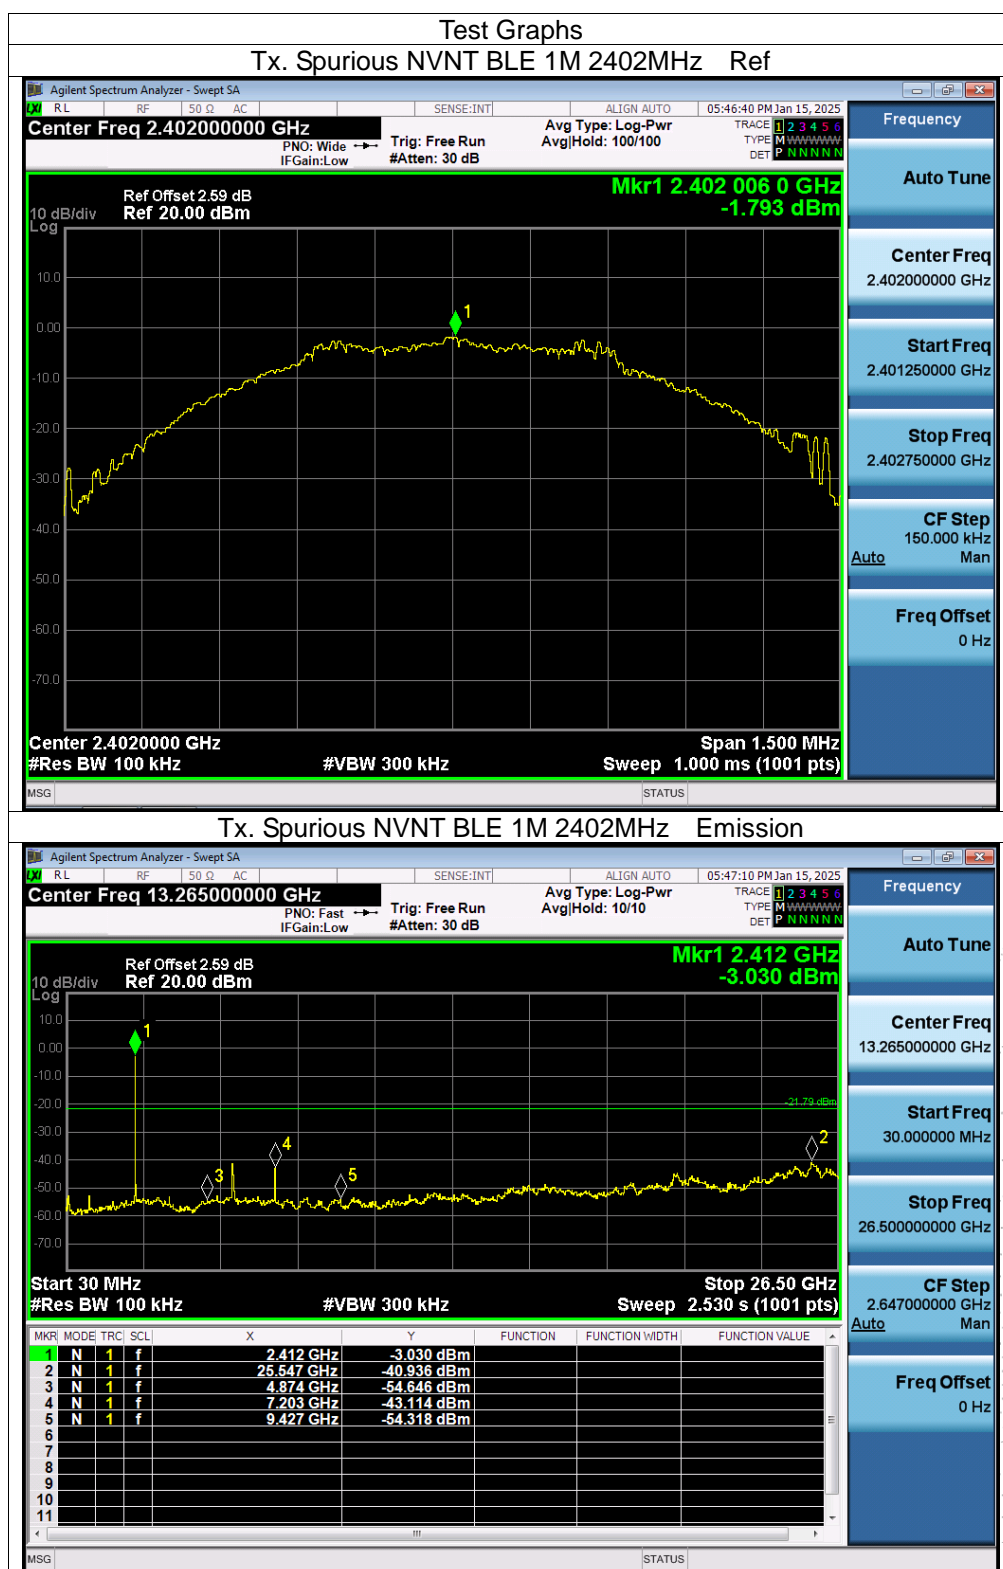 Test Graphs
Tx. Spurious NVNT BLE 1M 2402MHz Ref
Agilent Spectrum Analyzer - Swept SA
LXI RL RF 50 Ω AC SENSE:INT ALIGN AUTO 05:46:40 PM Jan 15, 2025
Center Freq 2.402000000 GHz
PNO: Wide
IFGain:Low
Trig: Free Run
#Atten: 30 dB
Avg Type: Log-Pwr
Avg|Hold: 100/100
TRACE 1 2 3 4 5 6
TYPE M WWWWW
DET P N N N N N
Frequency
Auto Tune
Center Freq
2.402000000 GHz
Start Freq
2.401250000 GHz
Stop Freq
2.402750000 GHz
CF Step
150.000 kHz
Auto Man
Freq Offset
0 Hz
Mkr1 2.402 006 0 GHz
-1.793 dBm
Ref Offset 2.59 dB
10 dB/div Ref 20.00 dBm
Log
1
10.0
0.00
-10.0
-20.0
-30.0
-40.0
-50.0
-60.0
-70.0
Center 2.4020000 GHz Span 1.500 MHz
#Res BW 100 kHz #VBW 300 kHz Sweep 1.000 ms (1001 pts)
MSG STATUS
Tx. Spurious NVNT BLE 1M 2402MHz Emission
Agilent Spectrum Analyzer - Swept SA
LXI RL RF 50 Ω AC SENSE:INT ALIGN AUTO 05:47:10 PM Jan 15, 2025
Center Freq 13.265000000 GHz
PNO: Fast
IFGain:Low
Trig: Free Run
#Atten: 30 dB
Avg Type: Log-Pwr
Avg|Hold: 10/10
TRACE 1 2 3 4 5 6
TYPE M WWWWW
DET P N N N N N
Frequency
Auto Tune
Center Freq
13.265000000 GHz
Start Freq
30.000000 MHz
Stop Freq
26.500000000 GHz
CF Step
2.647000000 GHz
Auto Man
Freq Offset
0 Hz
Mkr1 2.412 GHz
-3.030 dBm
Ref Offset 2.59 dB
10 dB/div Ref 20.00 dBm
Log
10.0
0.00
-10.0
-20.0
-30.0
-40.0
-50.0
-60.0
-70.0
1
-21.79 dBm
2
3
4
5
Start 30 MHz Stop 26.50 GHz
#Res BW 100 kHz #VBW 300 kHz Sweep 2.530 s (1001 pts)
MKR MODE TRC SCL X Y FUNCTION FUNCTION WIDTH FUNCTION VALUE
1 N 1 f 2.412 GHz -3.030 dBm
2 N 1 f 25.547 GHz -40.936 dBm
3 N 1 f 4.874 GHz -54.646 dBm
4 N 1 f 7.203 GHz -43.114 dBm
5 N 1 f 9.427 GHz -54.318 dBm
6
7
8
9
10
11
MSG STATUS